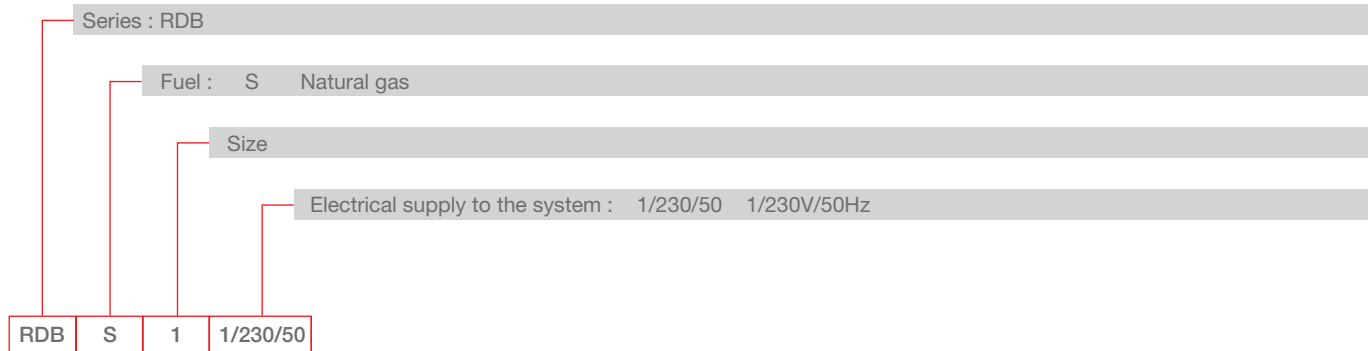 Series : RDB
Fuel : S Natural gas
Size
Electrical supply to the system : 1/230/50 1/230V/50Hz
RDB S 1 1/230/50